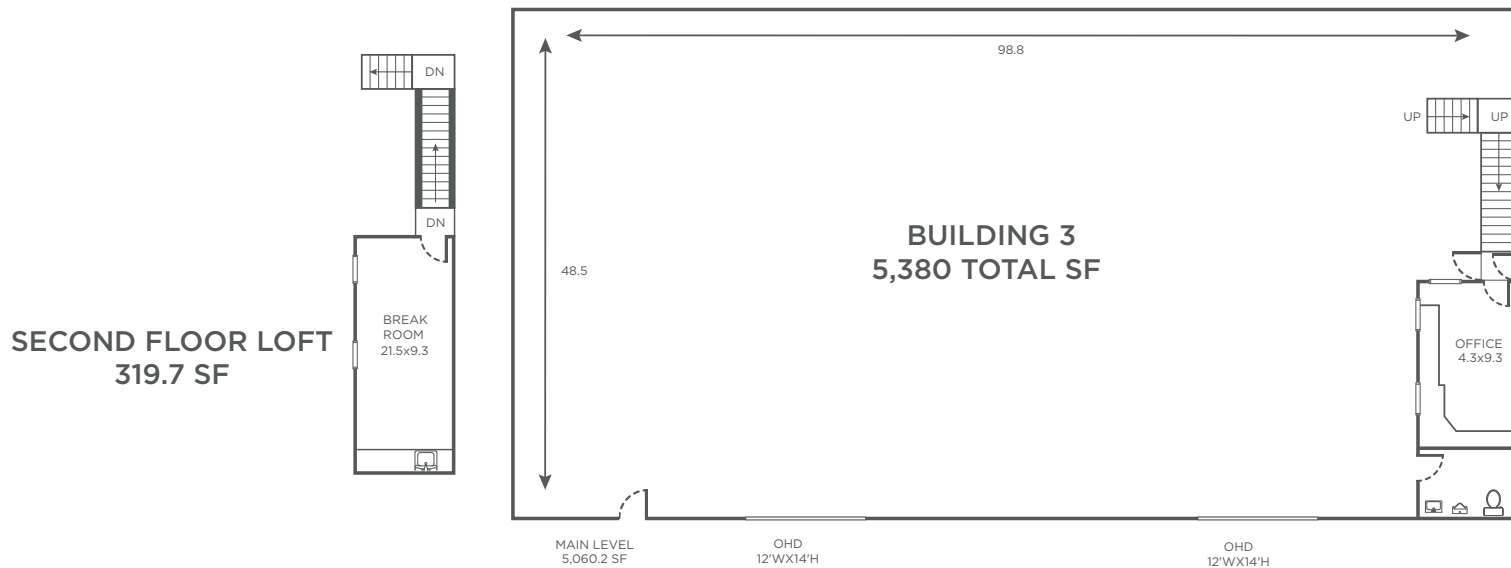 SECOND FLOOR LOFT
319.7 SF
DN
DN
BREAK
ROOM
21.5x9.3
98.8
48.5
BUILDING 3
5,380 TOTAL SF
UP
UP
OFFICE
4.3x9.3
MAIN LEVEL
5,060.2 SF
OHD
12'WX14'H
OHD
12'WX14'H